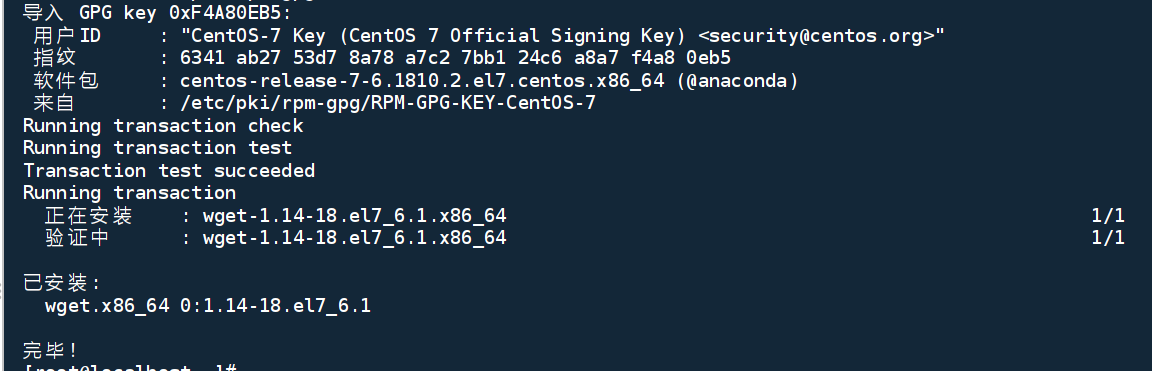 导入 GPG key 0xF4A80EB5:
用户ID : "CentOS-7 Key (CentOS 7 Official Signing Key) <security@centos.org>"
指纹 : 6341 ab27 53d7 8a78 a7c2 7bb1 24c6 a8a7 f4a8 0eb5
软件包 : centos-release-7-6.1810.2.el7.centos.x86_64 (@anaconda)
来自 : /etc/pki/rpm-gpg/RPM-GPG-KEY-CentOS-7
Running transaction check
Running transaction test
Transaction test succeeded
Running transaction
正在安装 : wget-1.14-18.el7_6.1.x86_64 1/1
验证中 : wget-1.14-18.el7_6.1.x86_64 1/1
已安装:
wget.x86_64 0:1.14-18.el7_6.1
完毕!
[root@localhost ~]#